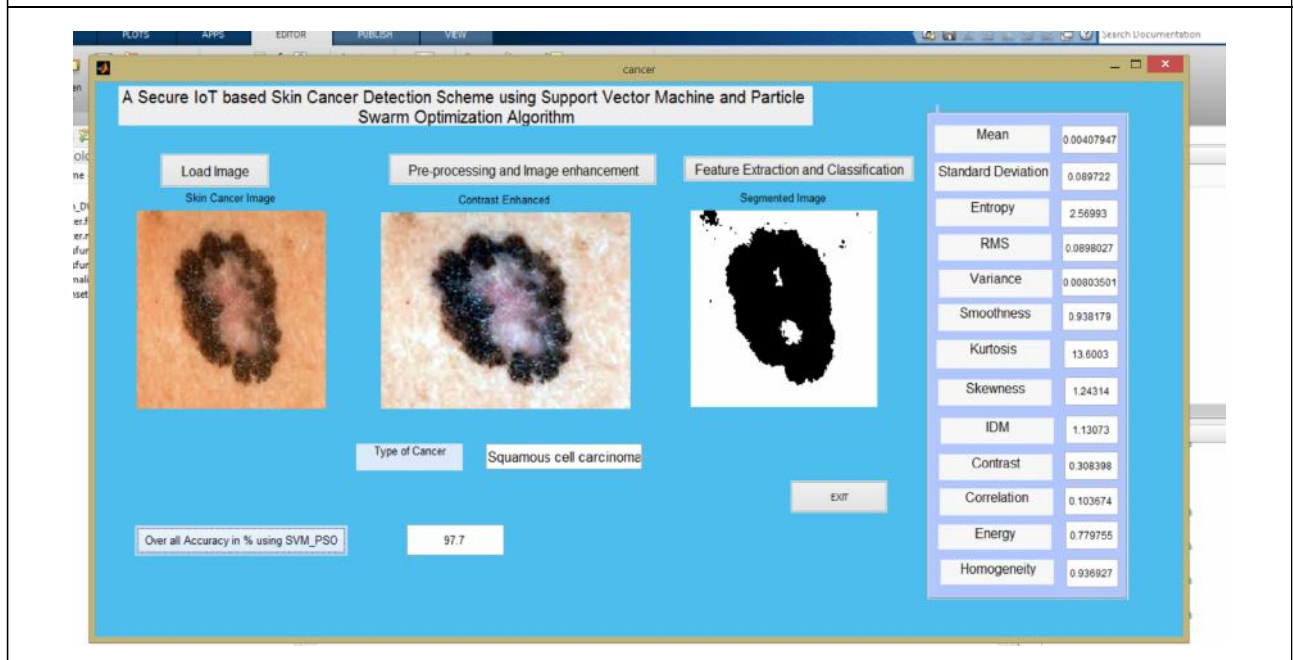 PLOTS APPS EDITOR PUBLISH VIEW
Search Documentation
cancer
A Secure IoT based Skin Cancer Detection Scheme using Support Vector Machine and Particle
Swarm Optimization Algorithm
Load Image
Pre-processing and Image enhancement
Feature Extraction and Classification
Skin Cancer Image
Contrast Enhanced
Segmented Image
Type of Cancer
Squamous cell carcinoma
EXIT
Over all Accuracy in % using SVM_PSO
97.7
Mean 0.00407947
Standard Deviation 0.089722
Entropy 2.56993
RMS 0.0898027
Variance 0.00803501
Smoothness 0.938179
Kurtosis 13.6003
Skewness 1.24314
IDM 1.13073
Contrast 0.308398
Correlation 0.103674
Energy 0.779755
Homogeneity 0.936927